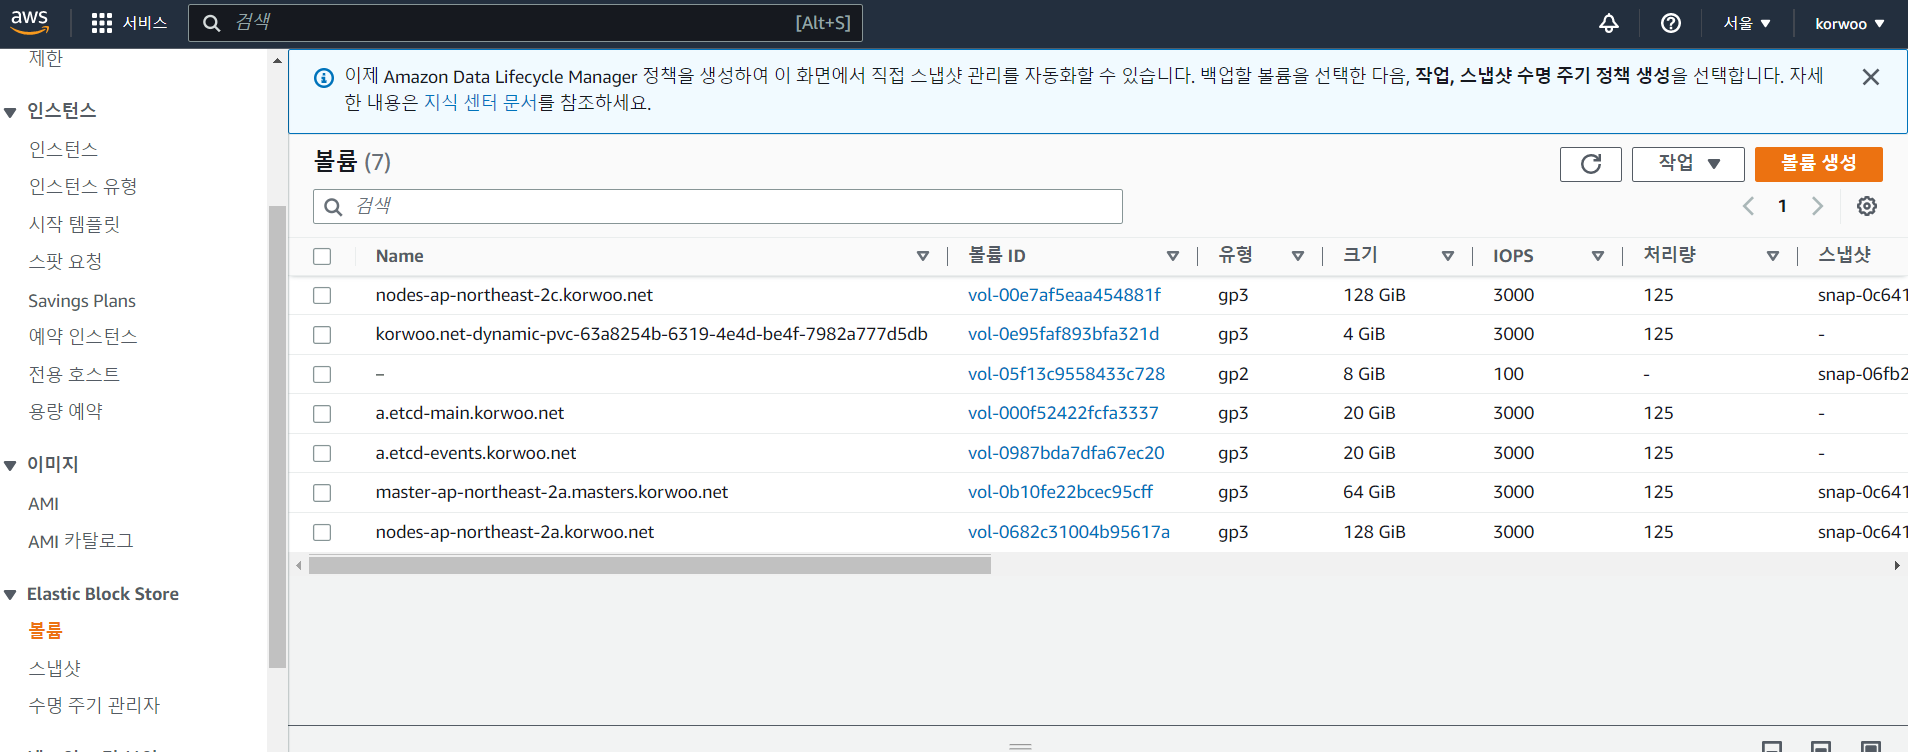 aws 서비스 검색 [Alt+S] 서울 korwoo
제한
인스턴스
인스턴스
인스턴스 유형
시작 템플릿
스팟 요청
Savings Plans
예약 인스턴스
전용 호스트
용량 예약
이미지
AMI
AMI 카탈로그
Elastic Block Store
볼륨
스냅샷
수명 주기 관리자
이제 Amazon Data Lifecycle Manager 정책을 생성하여 이 화면에서 직접 스냅샷 관리를 자동화할 수 있습니다. 백업할 볼륨을 선택한 다음, 작업, 스냅샷 수명 주기 정책 생성을 선택합니다. 자세
한 내용은 지식 센터 문서를 참조하세요.
볼륨 (7) 작업 볼륨 생성
검색 1
Name 볼륨 ID 유형 크기 IOPS 처리량 스냅샷
nodes-ap-northeast-2c.korwoo.net vol-00e7af5eaa454881f gp3 128 GiB 3000 125 snap-0c641
korwoo.net-dynamic-pvc-63a8254b-6319-4e4d-be4f-7982a777d5db vol-0e95faf893bfa321d gp3 4 GiB 3000 125 -
– vol-05f13c9558433c728 gp2 8 GiB 100 - snap-06fb2
a.etcd-main.korwoo.net vol-000f52422fcfa3337 gp3 20 GiB 3000 125 -
a.etcd-events.korwoo.net vol-0987bda7dfa67ec20 gp3 20 GiB 3000 125 -
master-ap-northeast-2a.masters.korwoo.net vol-0b10fe22bcec95cff gp3 64 GiB 3000 125 snap-0c641
nodes-ap-northeast-2a.korwoo.net vol-0682c31004b95617a gp3 128 GiB 3000 125 snap-0c641